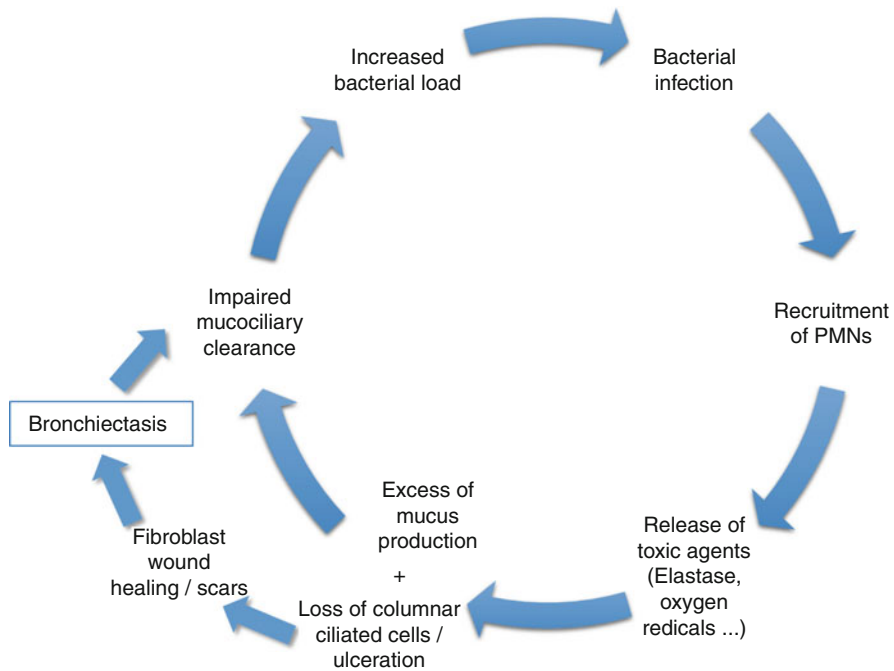 Increased
bacterial load
Bacterial
infection
Recruitment
of PMNs
Release of
toxic agents
(Elastase,
oxygen
redicals ...)
Excess of
mucus
production
+
Loss of columnar
ciliated cells /
ulceration
Fibroblast
wound
healing / scars
Bronchiectasis
Impaired
mucociliary
clearance